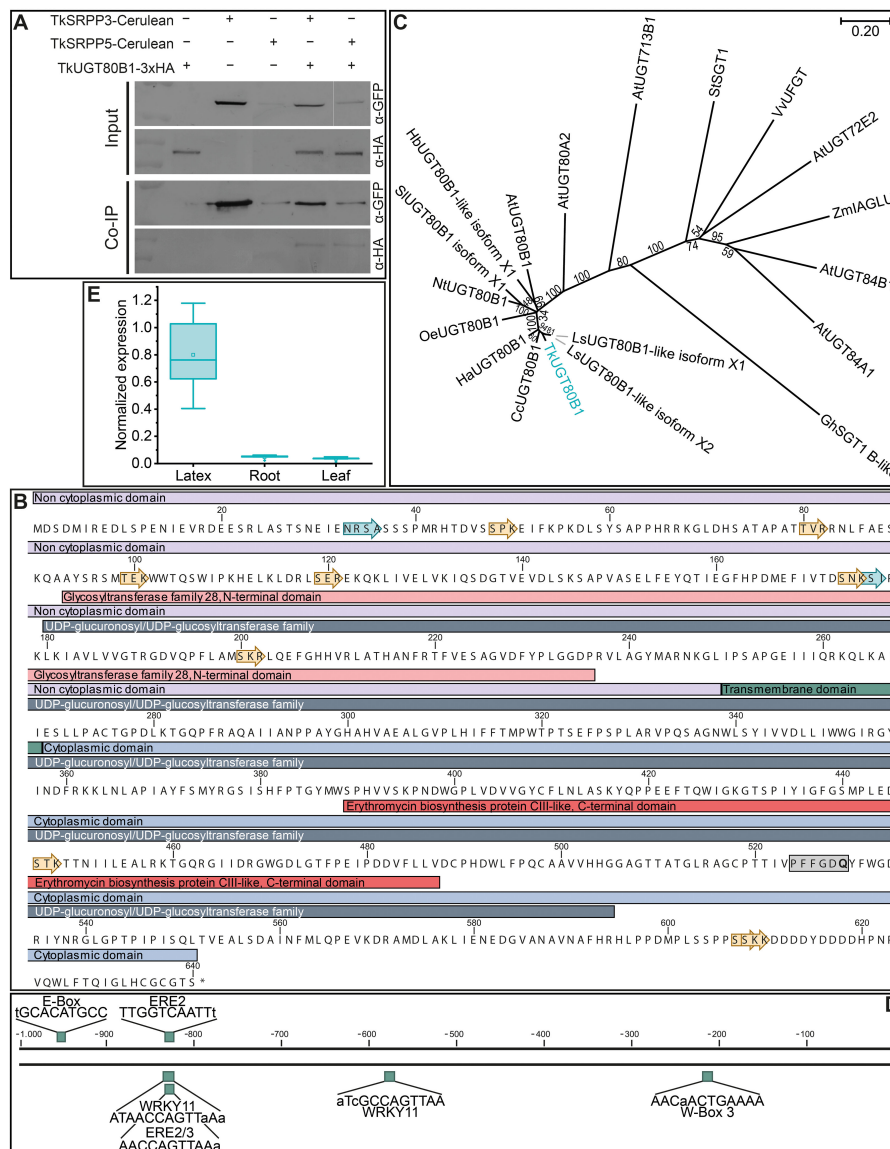 A
TkSRPP3-Cerulean − + − + −
TkSRPP5-Cerulean − − + − +
TkUGT80B1-3xHA + − − + +
Input
α-GFP
α-HA
Co-IP
α-GFP
α-HA
C
0.20
AtUGT713B1
StSGT1
VvUFGT
AtUGT72E2
ZmIAGLU
AtUGT84B1
AtUGT84A1
GhSGT1 B-like
AtUGT80A2
AtUGT80B1
HbUGT80B1-like isoform X1
SlUGT80B1 isoform X1
NtUGT80B1
OeUGT80B1
HaUGT80B1
CcUGT80B1
TkUGT80B1
LsUGT80B1-like isoform X2
LsUGT80B1-like isoform X1
100
100
80
100
54
74
95
59
E
Normalized expression
1.2
1.0
0.8
0.6
0.4
0.2
0.0
Latex Root Leaf
B
Non cytoplasmic domain
20 40 60 80
MDSDMIREDLSPENIEVRDEESRLASTSNEIENRSASSSPMRHTDVSSPKEIFKPKDLSYSAPPHRRKGLDHSATAPATTVRRNLFAES
Non cytoplasmic domain
100 120 140 160
KQAAYSRSMTEKWWTQSWIPKHELKLDRLSEREKQKLIVELVKIQSDGTVEVDLSKSAPVASELFEYQTIEGFHPDMEFIVTDSNKSI
Glycosyltransferase family 28, N-terminal domain
Non cytoplasmic domain
UDP-glucuronosyl/UDP-glucosyltransferase family
180 200 220 240 260
KLKIAVLVVGTRGDVQPFLAMSKRLQEFGHHVRLATHANFRTFVESAGVDFYPLGGDPRVLAGYMARNKGLIPSAPGEIIIQRKQLKA
Glycosyltransferase family 28, N-terminal domain
Non cytoplasmic domain Transmembrane domain
UDP-glucuronosyl/UDP-glucosyltransferase family
280 300 320 340
IESLLPACTGPDLKTGQPFRAQAIIANPPAYGHAHVAEALGVPLHIFFTMPWTPTSEFPSPLARVPQSAGNWLSYIVVDLLIWWGIRGY
Cytoplasmic domain
UDP-glucuronosyl/UDP-glucosyltransferase family
360 380 400 420 440
INDFRKKLNLAPIAYFSMYRGSISHFPTGYMWSPHVVSKPNDWGPLVDVVGYCFLNLASKYQPPEEFTQWIGKGTSPIYIGFGSMPLED
Erythromycin biosynthesis protein CIII-like, C-terminal domain
Cytoplasmic domain
UDP-glucuronosyl/UDP-glucosyltransferase family
460 480 500 520
STKTTNIILEALRKTGQRGIIDRGWGDLGTFPEIPDDVFLLVDCPHDWLFPQCAAVVHHGGAGTTATGLRAGCPTTIVPFFGDQYFWGD
Erythromycin biosynthesis protein CIII-like, C-terminal domain
Cytoplasmic domain
UDP-glucuronosyl/UDP-glucosyltransferase family
540 560 580 600 620
RIYNRGLGPTPIPISQLTVEALSDAINFMLQPEVKDRAMDLAKLIENEDGVANAVNAFHRHLPPDMPLSSPPSSKKDDDDYDDDDHPNF
Cytoplasmic domain
640
VQWLFTQIGLHCGCGTS*
D
E-Box ERE2
tGCACATGCC TTGGTCAATTt
-1.000 -900 -800 -700 -600 -500 -400 -300 -200 -100
WRKY11
ATAACCAGTTaAa
ERE2/3
AACCAGTTAAa
aTcGCCAGTTAA
WRKY11
AACaACTGAAAA
W-Box 3